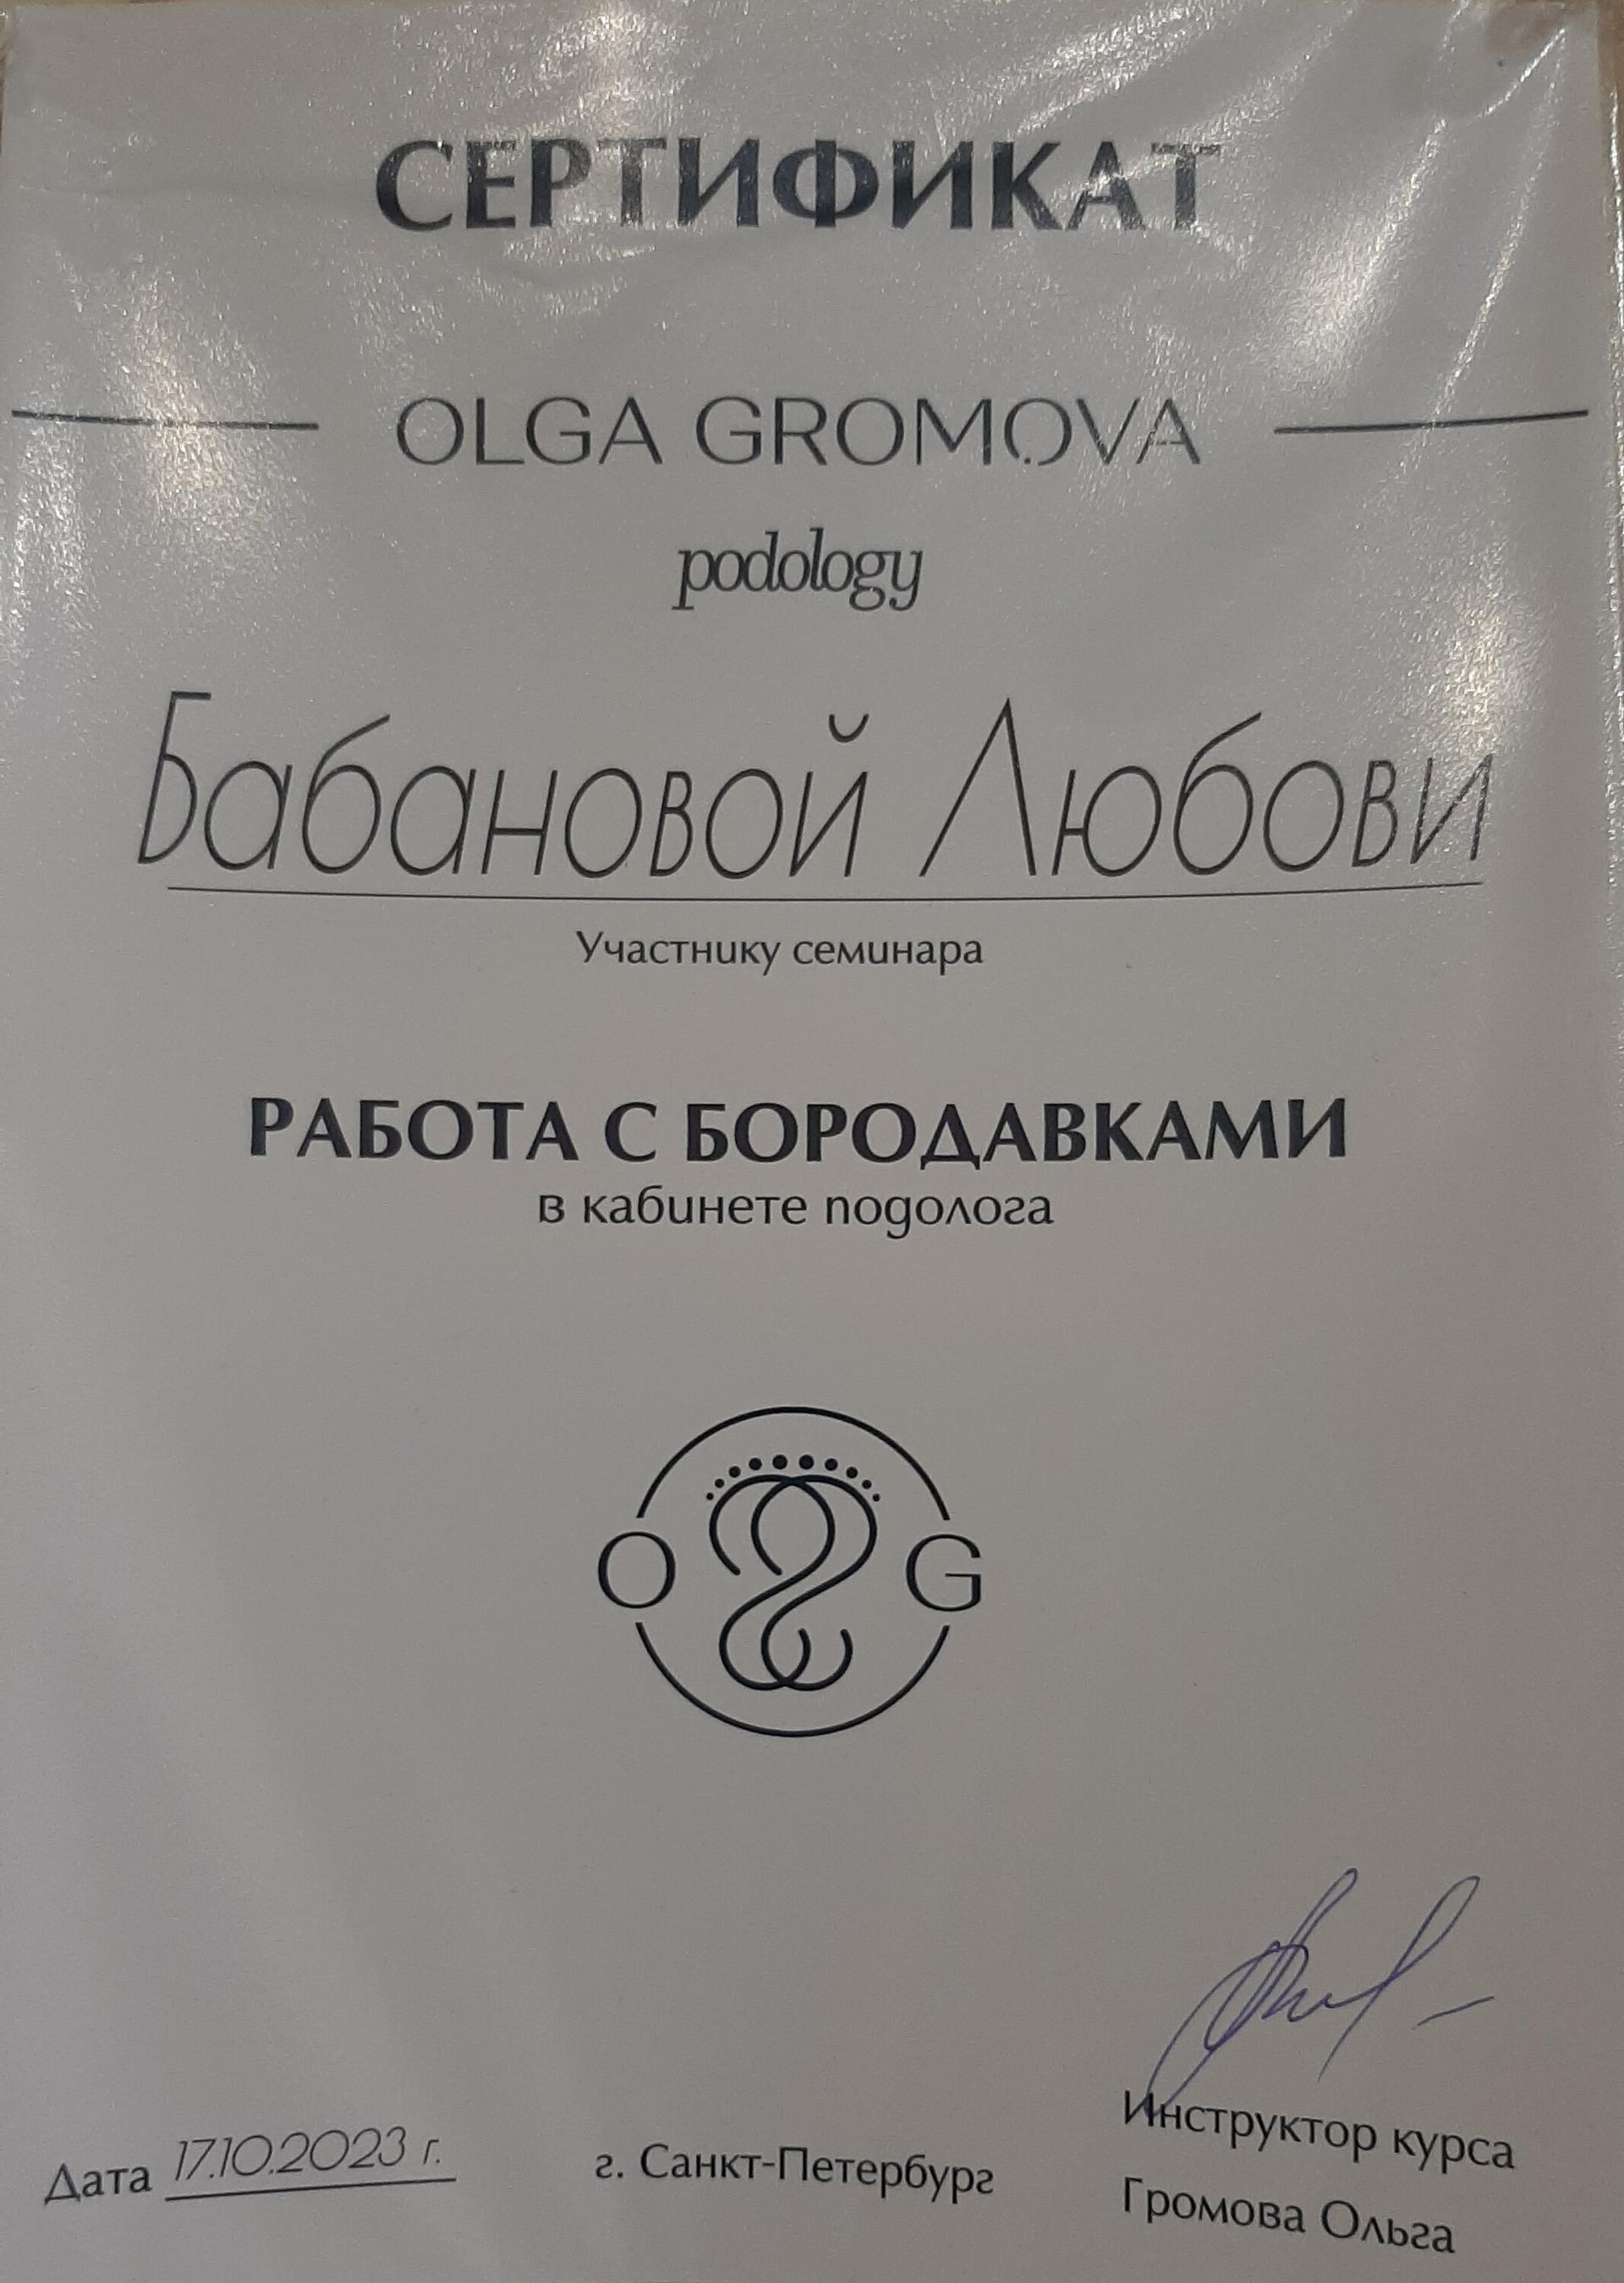 СЕРТИФИКАТ
OLGA GROMOVA
podology
Бабановой Любови
Участнику семинара
РАБОТА С БОРОДАВКАМИ
в кабинете подолога
O G
Инструктор курса
Дата 17.10.2023 г. г. Санкт-Петербург
Громова Ольга